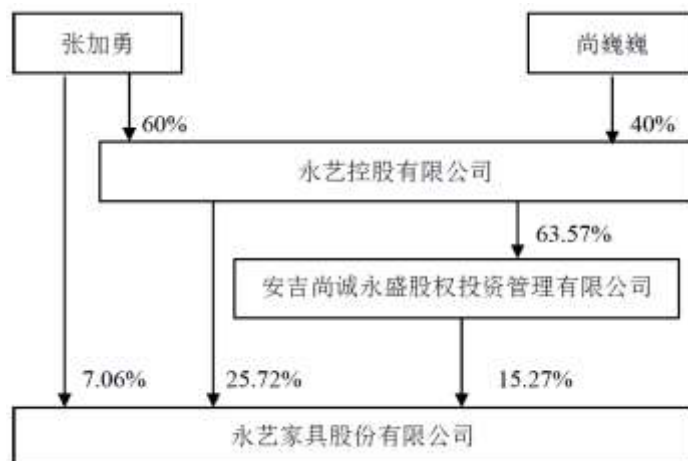 张加勇
尚巍巍
60%
40%
永艺控股有限公司
63.57%
安吉尚诚永盛股权投资管理有限公司
7.06%
25.72%
15.27%
永艺家具股份有限公司